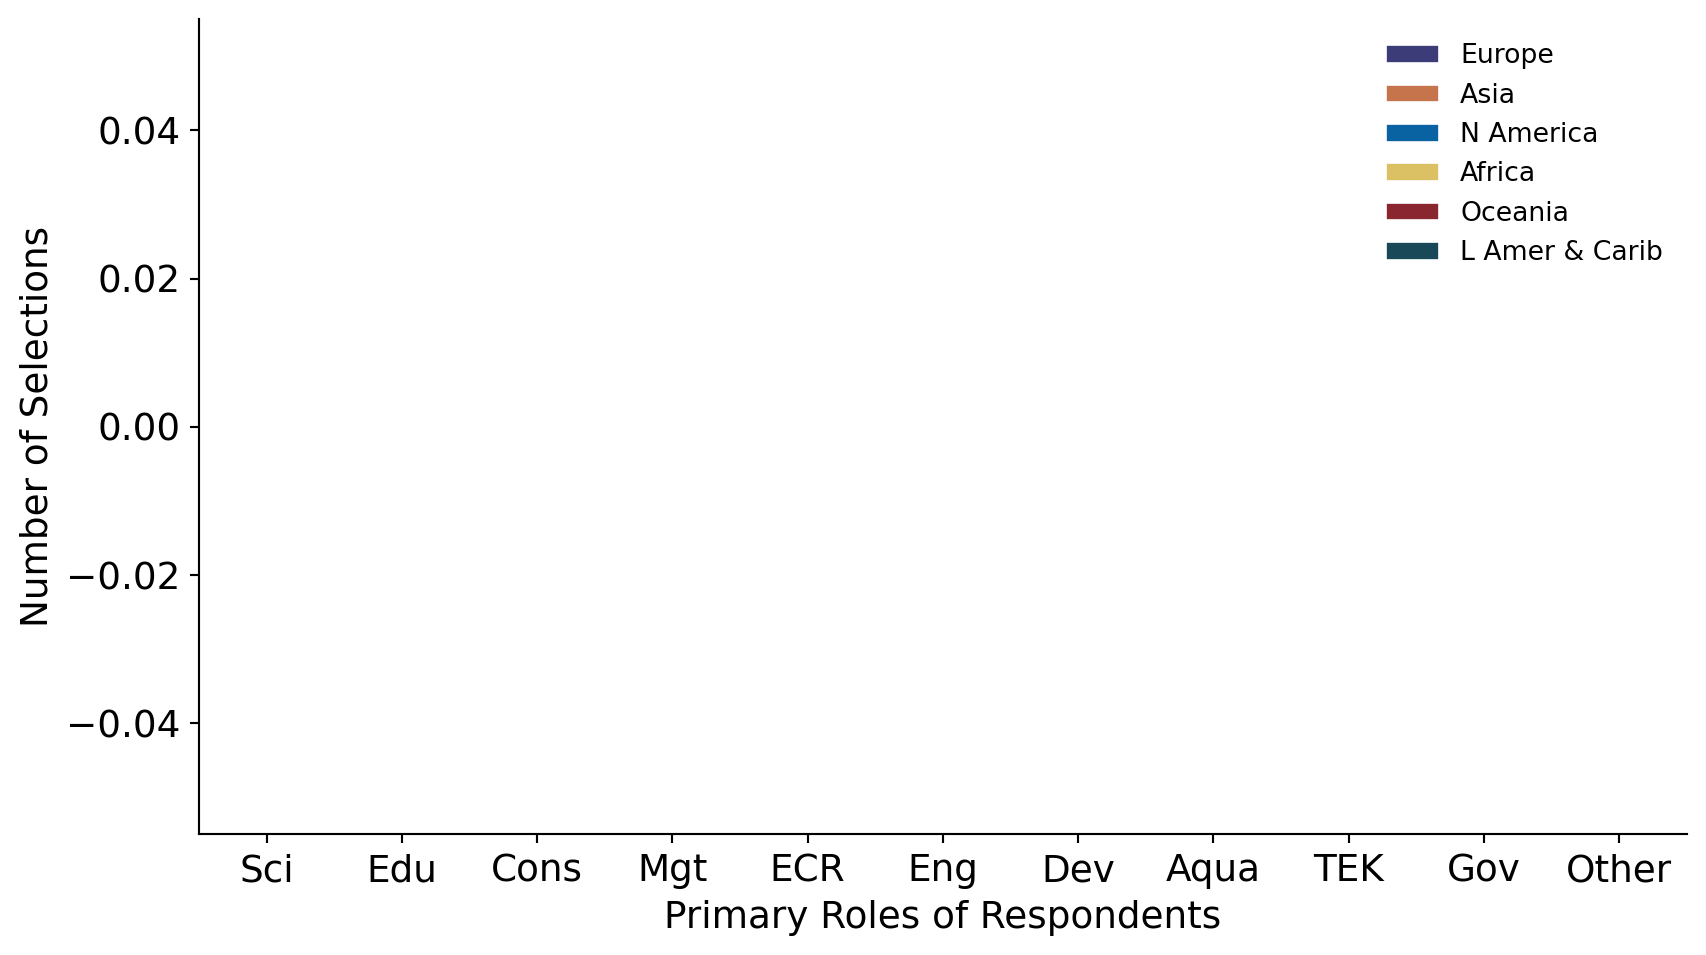 Europe
Asia
N America
Africa
Oceania
L Amer & Carib
Number of Selections
0.04
0.02
0.00
−0.02
−0.04
Sci Edu Cons Mgt ECR Eng Dev Aqua TEK Gov Other
Primary Roles of Respondents